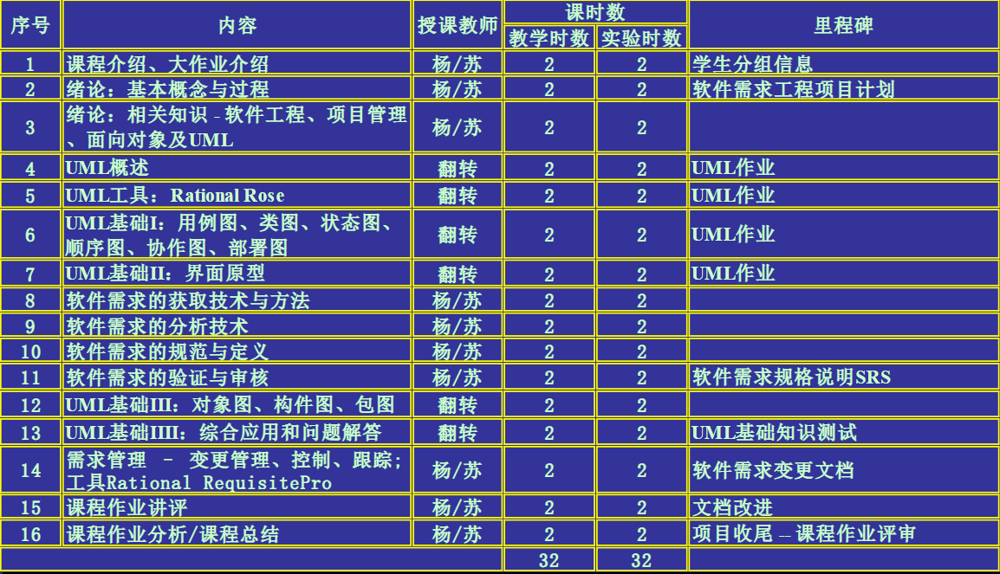 序号 内容 授课教师 课时数 里程碑
教学时数 实验时数
1 课程介绍、大作业介绍 杨/苏 2 2 学生分组信息
2 绪论：基本概念与过程 杨/苏 2 2 软件需求工程项目计划
3 绪论：相关知识 - 软件工程、项目管理
、面向对象及UML 杨/苏 2 2
4 UML概述 翻转 2 2 UML作业
5 UML工具：Rational Rose 翻转 2 2 UML作业
6 UML基础I：用例图、类图、状态图、
顺序图、协作图、部署图 翻转 2 2 UML作业
7 UML基础II：界面原型 翻转 2 2 UML作业
8 软件需求的获取技术与方法 杨/苏 2 2
9 软件需求的分析技术 杨/苏 2 2
10 软件需求的规范与定义 杨/苏 2 2
11 软件需求的验证与审核 杨/苏 2 2 软件需求规格说明SRS
12 UML基础III：对象图、构件图、包图 翻转 2 2
13 UML基础IIII：综合应用和问题解答 翻转 2 2 UML基础知识测试
14 需求管理 – 变更管理、控制、跟踪;
工具Rational RequisitePro 杨/苏 2 2 软件需求变更文档
15 课程作业讲评 杨/苏 2 2 文档改进
16 课程作业分析/课程总结 杨/苏 2 2 项目收尾 -- 课程作业评审
32 32